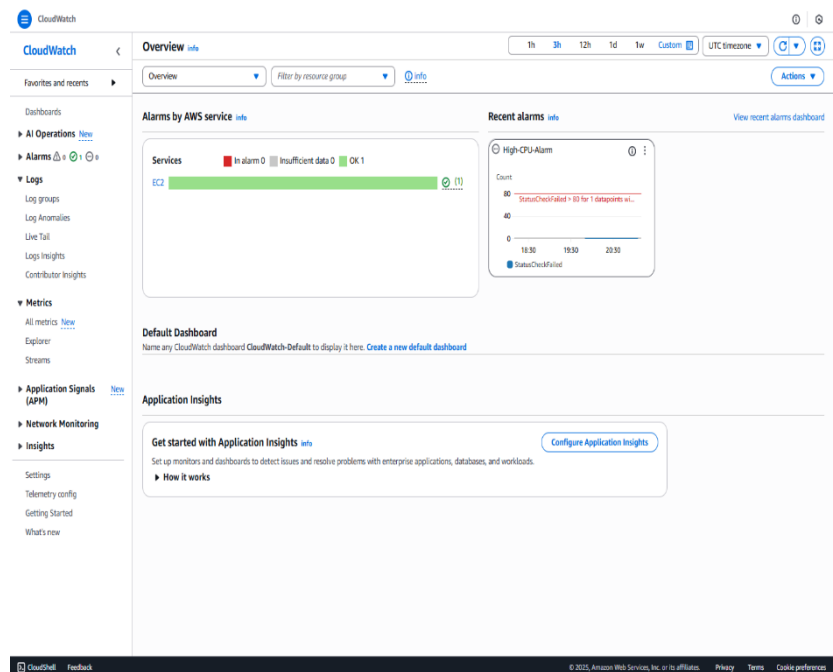 CloudWatch
CloudWatch
Favorites and recents
Dashboards
AI Operations New
Alarms 0 1 0
Logs
Log groups
Log Anomalies
Live Tail
Logs Insights
Contributor Insights
Metrics
All metrics New
Explorer
Streams
Application Signals New
(APM)
Network Monitoring
Insights
Settings
Telemetry config
Getting Started
What's new
Overview info
1h 3h 12h 1d 1w Custom UTC timezone
Overview Filter by resource group info Actions
Alarms by AWS service info
Services In alarm 0 Insufficient data 0 OK 1
EC2 (1)
Recent alarms info View recent alarms dashboard
High-CPU-Alarm
Count
80
StatusCheckFailed > 80 for 1 datapoints wi...
40
0
18:30 19:30 20:30
StatusCheckFailed
Default Dashboard
Name any CloudWatch dashboard CloudWatch-Default to display it here. Create a new default dashboard
Application Insights
Get started with Application Insights info Configure Application Insights
Set up monitors and dashboards to detect issues and resolve problems with enterprise applications, databases, and workloads.
How it works
CloudShell Feedback © 2025, Amazon Web Services, Inc. or its affiliates. Privacy Terms Cookie preferences